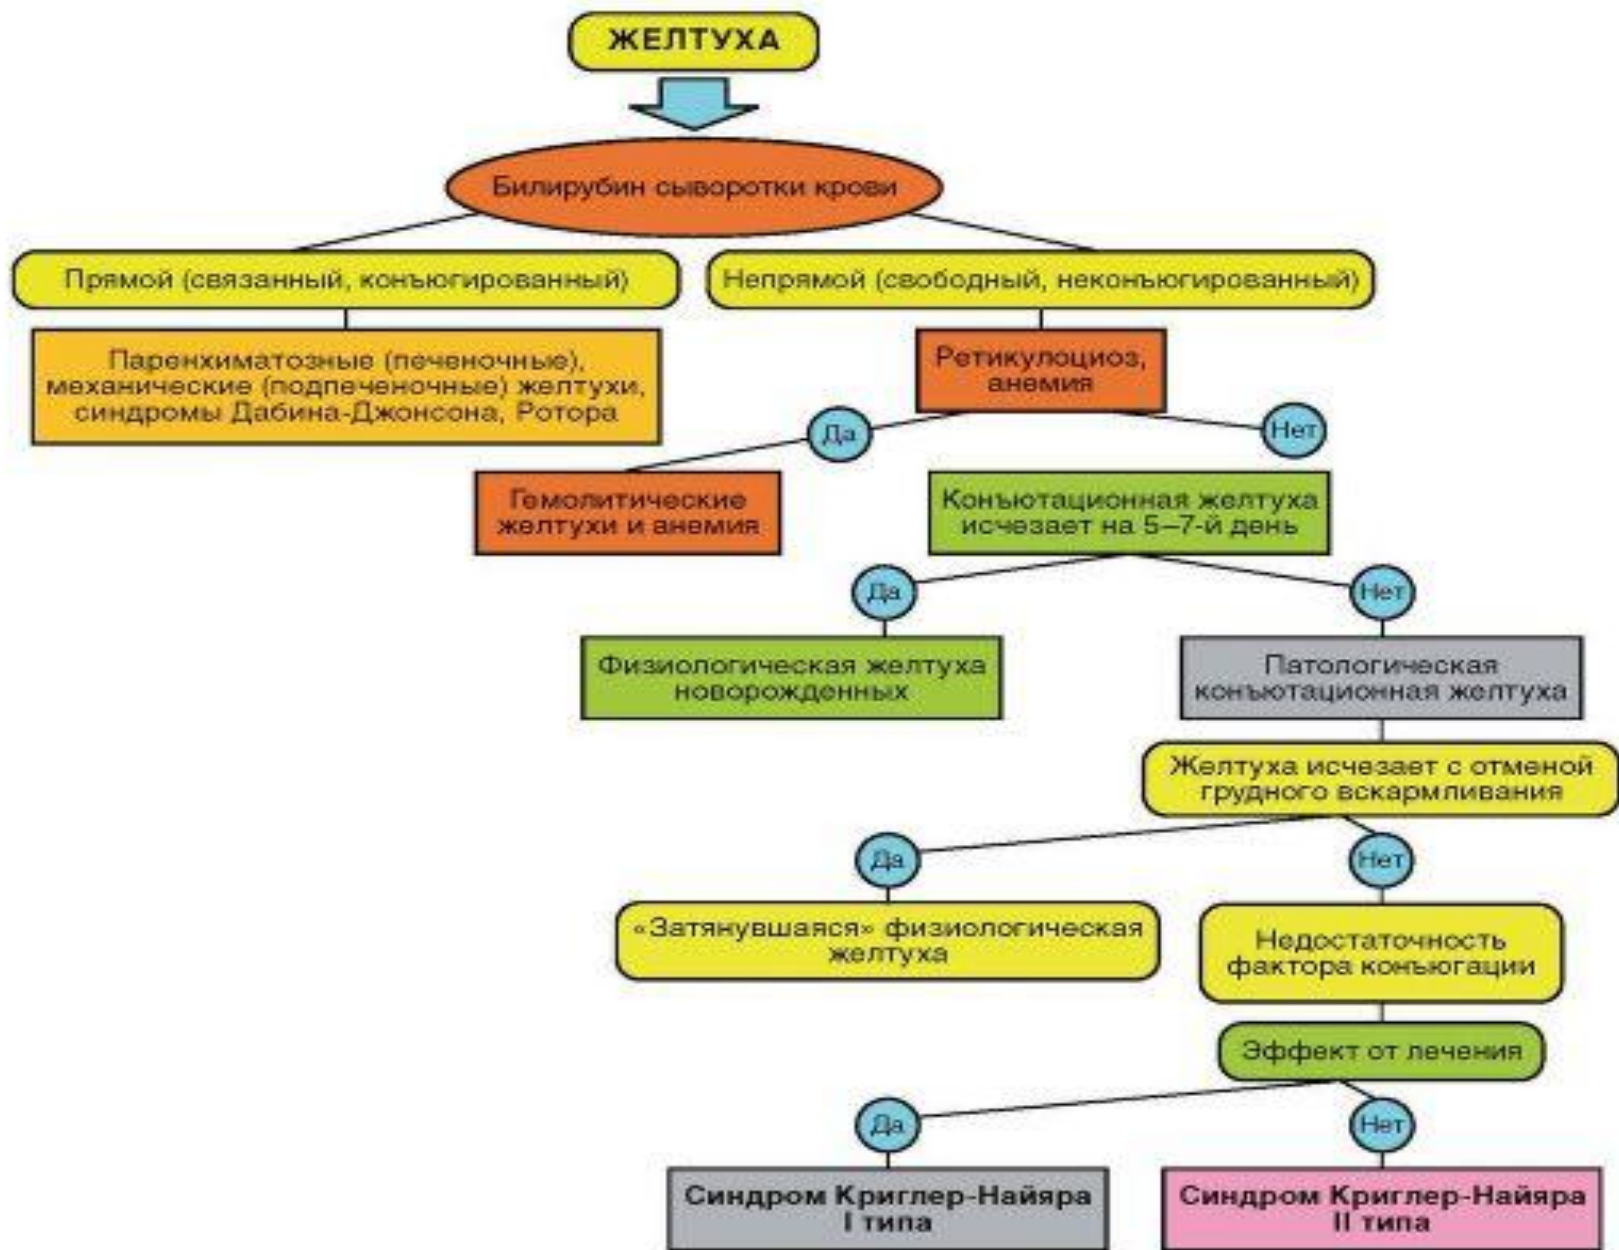 ЖЕЛТУХА
Билирубин сыворотки крови
Прямой (связанный, конъюгированный)
Непрямой (свободный, неконъюгированный)
Паренхиматозные (печеночные),
механические (подпеченочные) желтухи,
синдромы Дабина-Джонсона, Ротора
Ретикулоциоз,
анемия
Да
Нет
Гемолитические
желтухи и анемия
Конъютационная желтуха
исчезает на 5–7-й день
Да
Нет
Физиологическая желтуха
новорожденных
Патологическая
конъютационная желтуха
Желтуха исчезает с отменой
грудного вскармливания
Да
Нет
«Затянувшаяся» физиологическая
желтуха
Недостаточность
фактора конъюгации
Эффект от лечения
Да
Нет
Синдром Криглер-Найяра
I типа
Синдром Криглер-Найяра
II типа